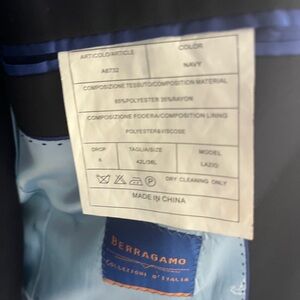 ARTICOLO/ARTICLE COLOR
A8732 NAVY
COMPOSIZIONE TESSUTO/COMPOSITION MATERIAL
65%POLYESTER 35%RAYON
COMPOSIZIONE FODERA/COMPOSITION LINING
POLYESTER&VISCOSE
DROP TAGLIA/SIZE MODEL
6 42L/36L LAZIO
DRY CLEANING ONLY
MADE IN CHINA
BERRAGAMO
COLLEZIONI D'ITALIA